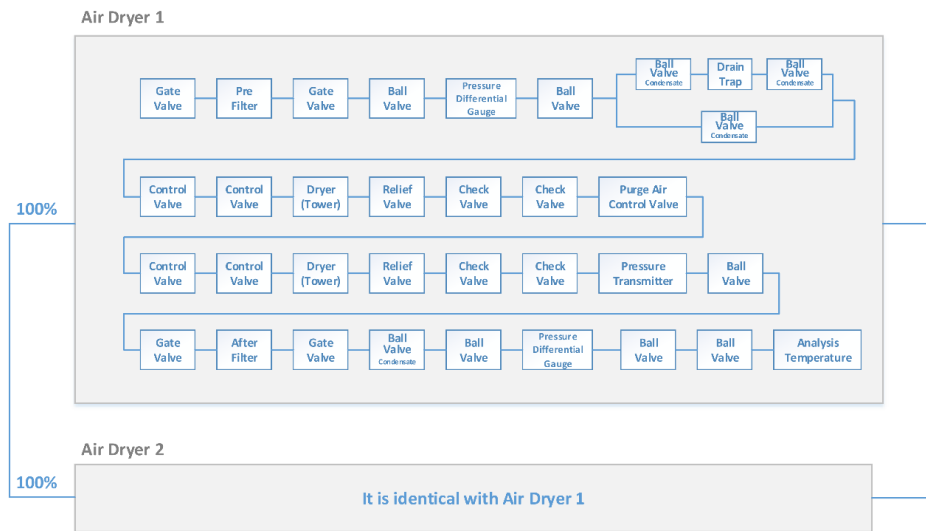 Air Dryer 1
Gate
Valve
Pre
Filter
Gate
Valve
Ball
Valve
Pressure
Differential
Gauge
Ball
Valve
Ball
Valve
Condensate
Drain
Trap
Ball
Valve
Condensate
Ball
Valve
Condensate
Control
Valve
Control
Valve
Dryer
(Tower)
Relief
Valve
Check
Valve
Check
Valve
Purge Air
Control Valve
100%
Control
Valve
Control
Valve
Dryer
(Tower)
Relief
Valve
Check
Valve
Check
Valve
Pressure
Transmitter
Ball
Valve
Gate
Valve
After
Filter
Gate
Valve
Ball
Valve
Condensate
Ball
Valve
Pressure
Differential
Gauge
Ball
Valve
Ball
Valve
Analysis
Temperature
Air Dryer 2
100%
It is identical with Air Dryer 1